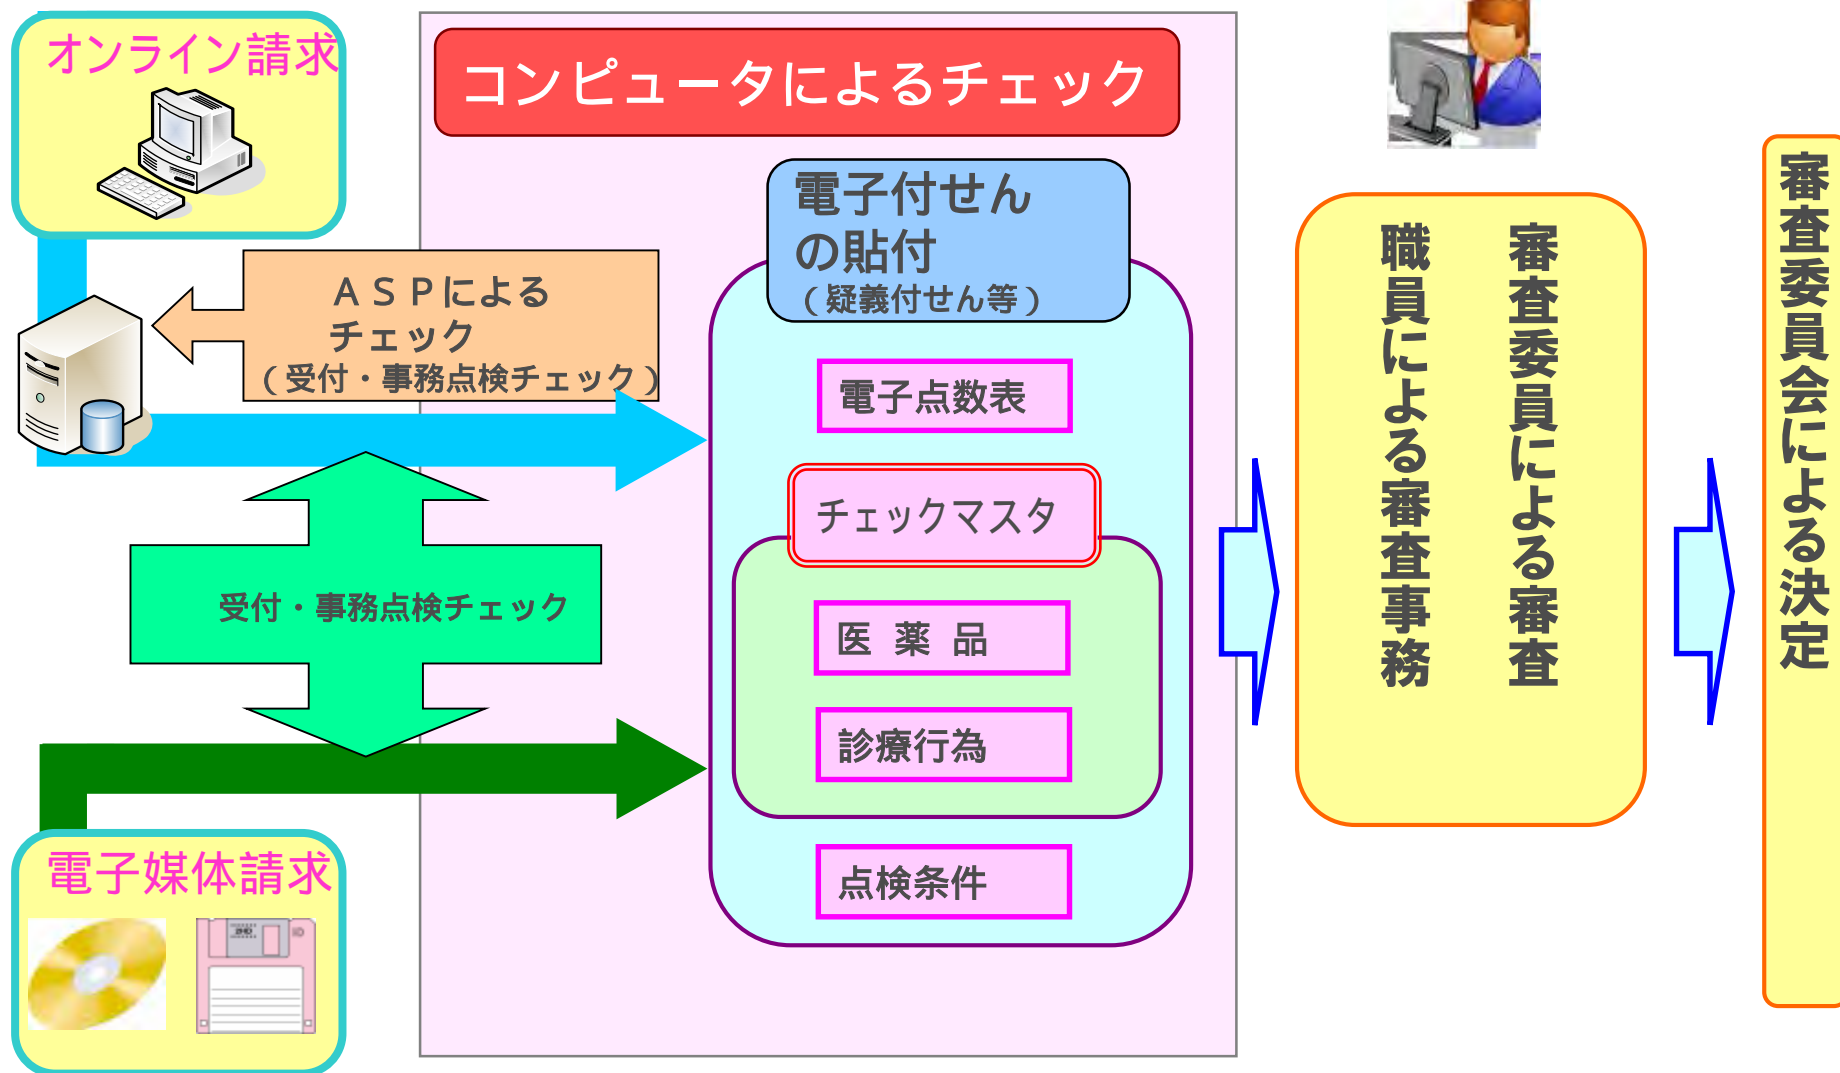 オンライン請求
コンピュータによるチェック
電子付せん
の貼付
（疑義付せん等）
ＡＳＰによる
チェック
（受付・事務点検チェック）
電子点数表
チェックマスタ
受付・事務点検チェック
医 薬 品
診療行為
点検条件
電子媒体請求
2HD
審査委員による審査
職員による審査事務
審査委員会による決定